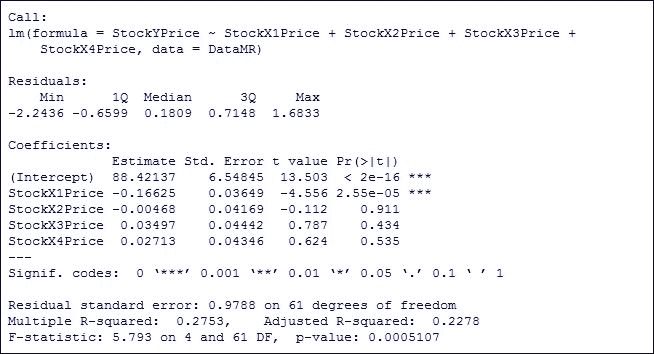 Call:
lm(formula = StockYPrice ~ StockX1Price + StockX2Price + StockX3Price +
    StockX4Price, data = DataMR)

Residuals:
    Min      1Q  Median      3Q     Max
-2.2436 -0.6599  0.1809  0.7148  1.6833

Coefficients:
             Estimate Std. Error t value Pr(>|t|)
(Intercept)  88.42137    6.54845  13.503  < 2e-16 ***
StockX1Price -0.16625    0.03649  -4.556 2.55e-05 ***
StockX2Price -0.00468    0.04169  -0.112    0.911
StockX3Price  0.03497    0.04442   0.787    0.434
StockX4Price  0.02713    0.04346   0.624    0.535
---
Signif. codes:  0 ‘***’ 0.001 ‘**’ 0.01 ‘*’ 0.05 ‘.’ 0.1 ‘ ’ 1

Residual standard error: 0.9788 on 61 degrees of freedom
Multiple R-squared:  0.2753,    Adjusted R-squared:  0.2278
F-statistic: 5.793 on 4 and 61 DF,  p-value: 0.0005107